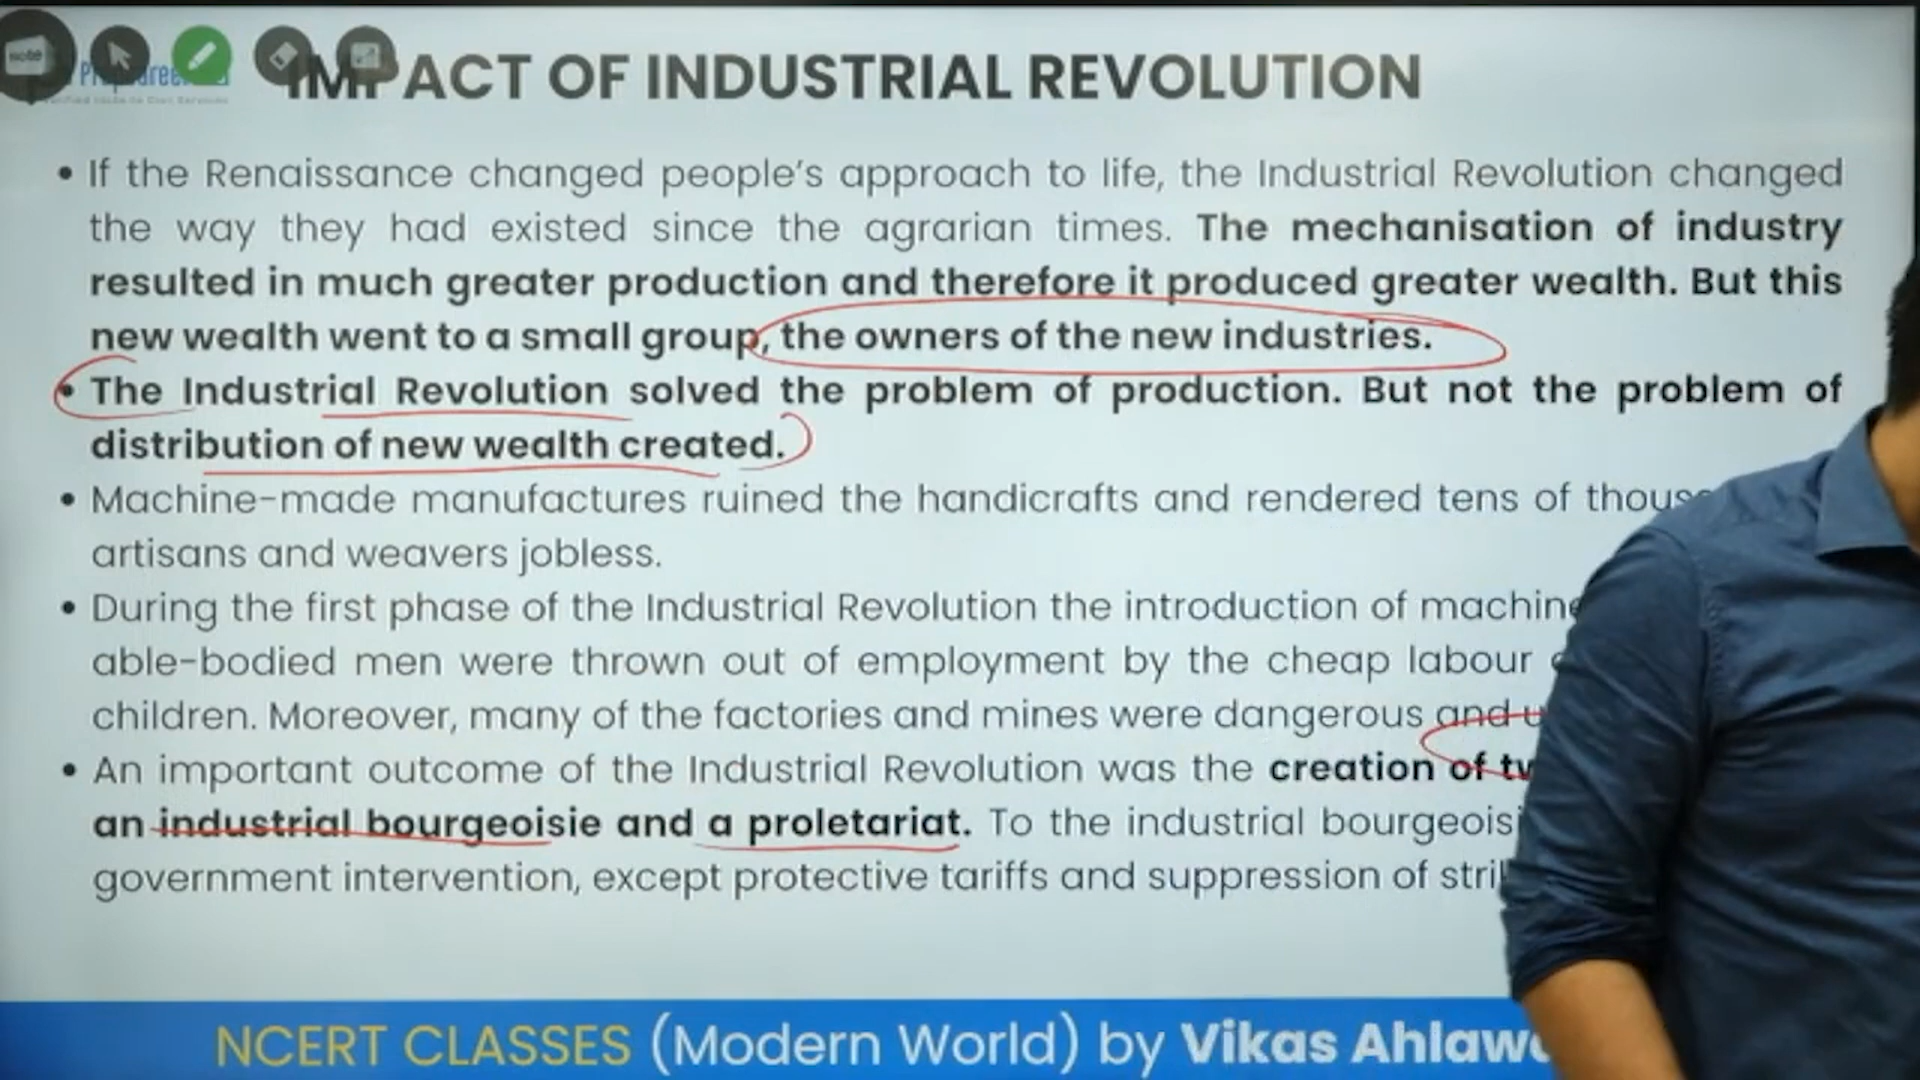 note
IMPACT OF INDUSTRIAL REVOLUTION
• If the Renaissance changed people's approach to life, the Industrial Revolution changed
the way they had existed since the agrarian times. The mechanisation of industry
resulted in much greater production and therefore it produced greater wealth. But this
new wealth went to a small group, the owners of the new industries.
• The Industrial Revolution solved the problem of production. But not the problem of
distribution of new wealth created.
• Machine-made manufactures ruined the handicrafts and rendered tens of
artisans and weavers jobless.
• During the first phase of the Industrial Revolution the introduction of
able-bodied men were thrown out of employment by the cheap labour
children. Moreover, many of the factories and mines were dangerous and
• An important outcome of the Industrial Revolution was the creation of
an industrial bourgeoisie and a proletariat. To the industrial
government intervention, except protective tariffs and suppression of
NCERT CLASSES (Modern World) by Vikas